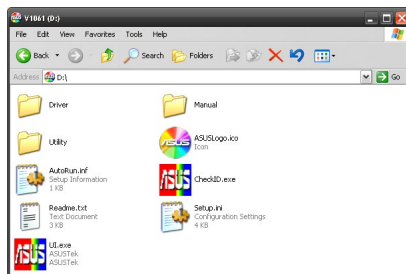 V1061 (D:)
File Edit View Favorites Tools Help
Back Search Folders
Address D:\ Go
Driver Manual
Utility ASUSLogo.ico
Icon
AutoRun.inf
Setup Information
1 KB
CheckID.exe
Readme.txt
Text Document
3 KB
Setup.ini
Configuration Settings
4 KB
UI.exe
ASUSTek
ASUSTek